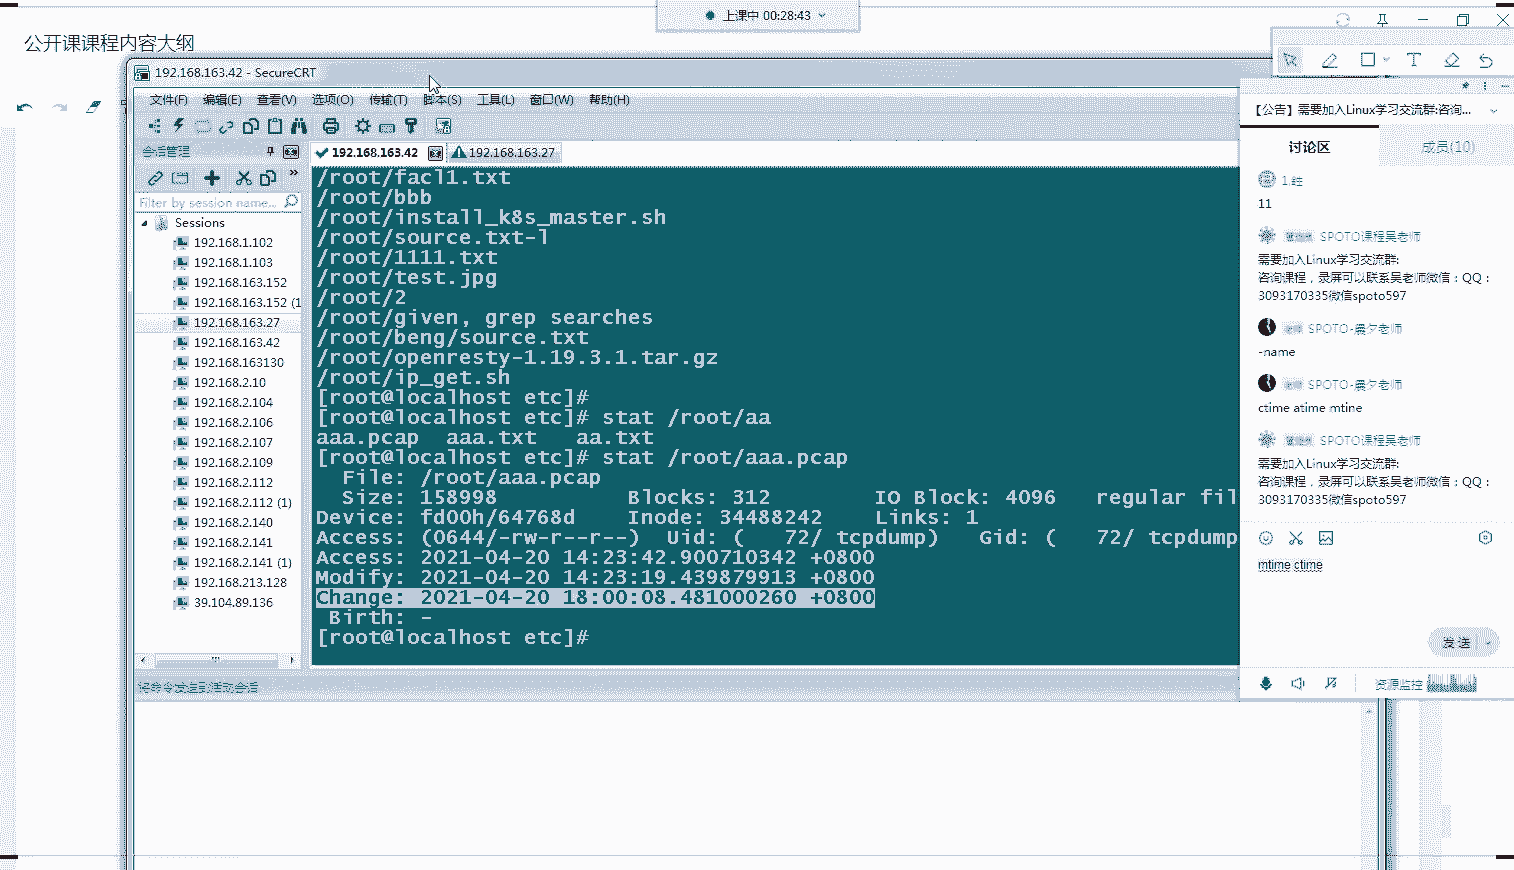 上课中 00:28:43
公开课课程内容大纲
192.168.163.42 - SecureCRT
文件(F) 编辑(E) 查看(V) 选项(O) 传输(T) 脚本(S) 工具(L) 窗口(W) 帮助(H)
会话管理
192.168.163.42
192.168.163.27
Filter by session name...
Sessions
192.168.1.102
192.168.1.103
192.168.163.152
192.168.163.152 (1
192.168.163.27
192.168.163.42
192.168.163130
192.168.2.10
192.168.2.104
192.168.2.106
192.168.2.107
192.168.2.109
192.168.2.112
192.168.2.112 (1)
192.168.2.140
192.168.2.141
192.168.2.141 (1)
192.168.213.128
39.104.89.136
/root/facl1.txt
/root/bbb
/root/install_k8s_master.sh
/root/source.txt-l
/root/1111.txt
/root/test.jpg
/root/2
/root/given, grep searches
/root/beng/source.txt
/root/openresty-1.19.3.1.tar.gz
/root/ip_get.sh
[root@localhost etc]#
[root@localhost etc]# stat /root/aa
aaa.pcap aaa.txt aa.txt
[root@localhost etc]# stat /root/aaa.pcap
File: /root/aaa.pcap
Size: 158998 Blocks: 312 IO Block: 4096 regular fil
Device: fd00h/64768d Inode: 34488242 Links: 1
Access: (0644/-rw-r--r--) Uid: ( 72/ tcpdump) Gid: ( 72/ tcpdump
Access: 2021-04-20 14:23:42.900710342 +0800
Modify: 2021-04-20 14:23:19.439879913 +0800
Change: 2021-04-20 18:00:08.481000260 +0800
Birth: -
[root@localhost etc]#
将命令发送到活动会话
【公告】需要加入Linux学习交流群:咨询...
讨论区 成员(10)
11
SPOTO课程吴老师
需要加入Linux学习交流群:
咨询课程，录屏可以联系吴老师微信：QQ：
3093170335微信spoto597
SPOTO-晨夕老师
-name
SPOTO-晨夕老师
ctime atime mtine
SPOTO课程吴老师
需要加入Linux学习交流群:
咨询课程，录屏可以联系吴老师微信：QQ：
3093170335微信spoto597
mtime ctime
发送
资源监控